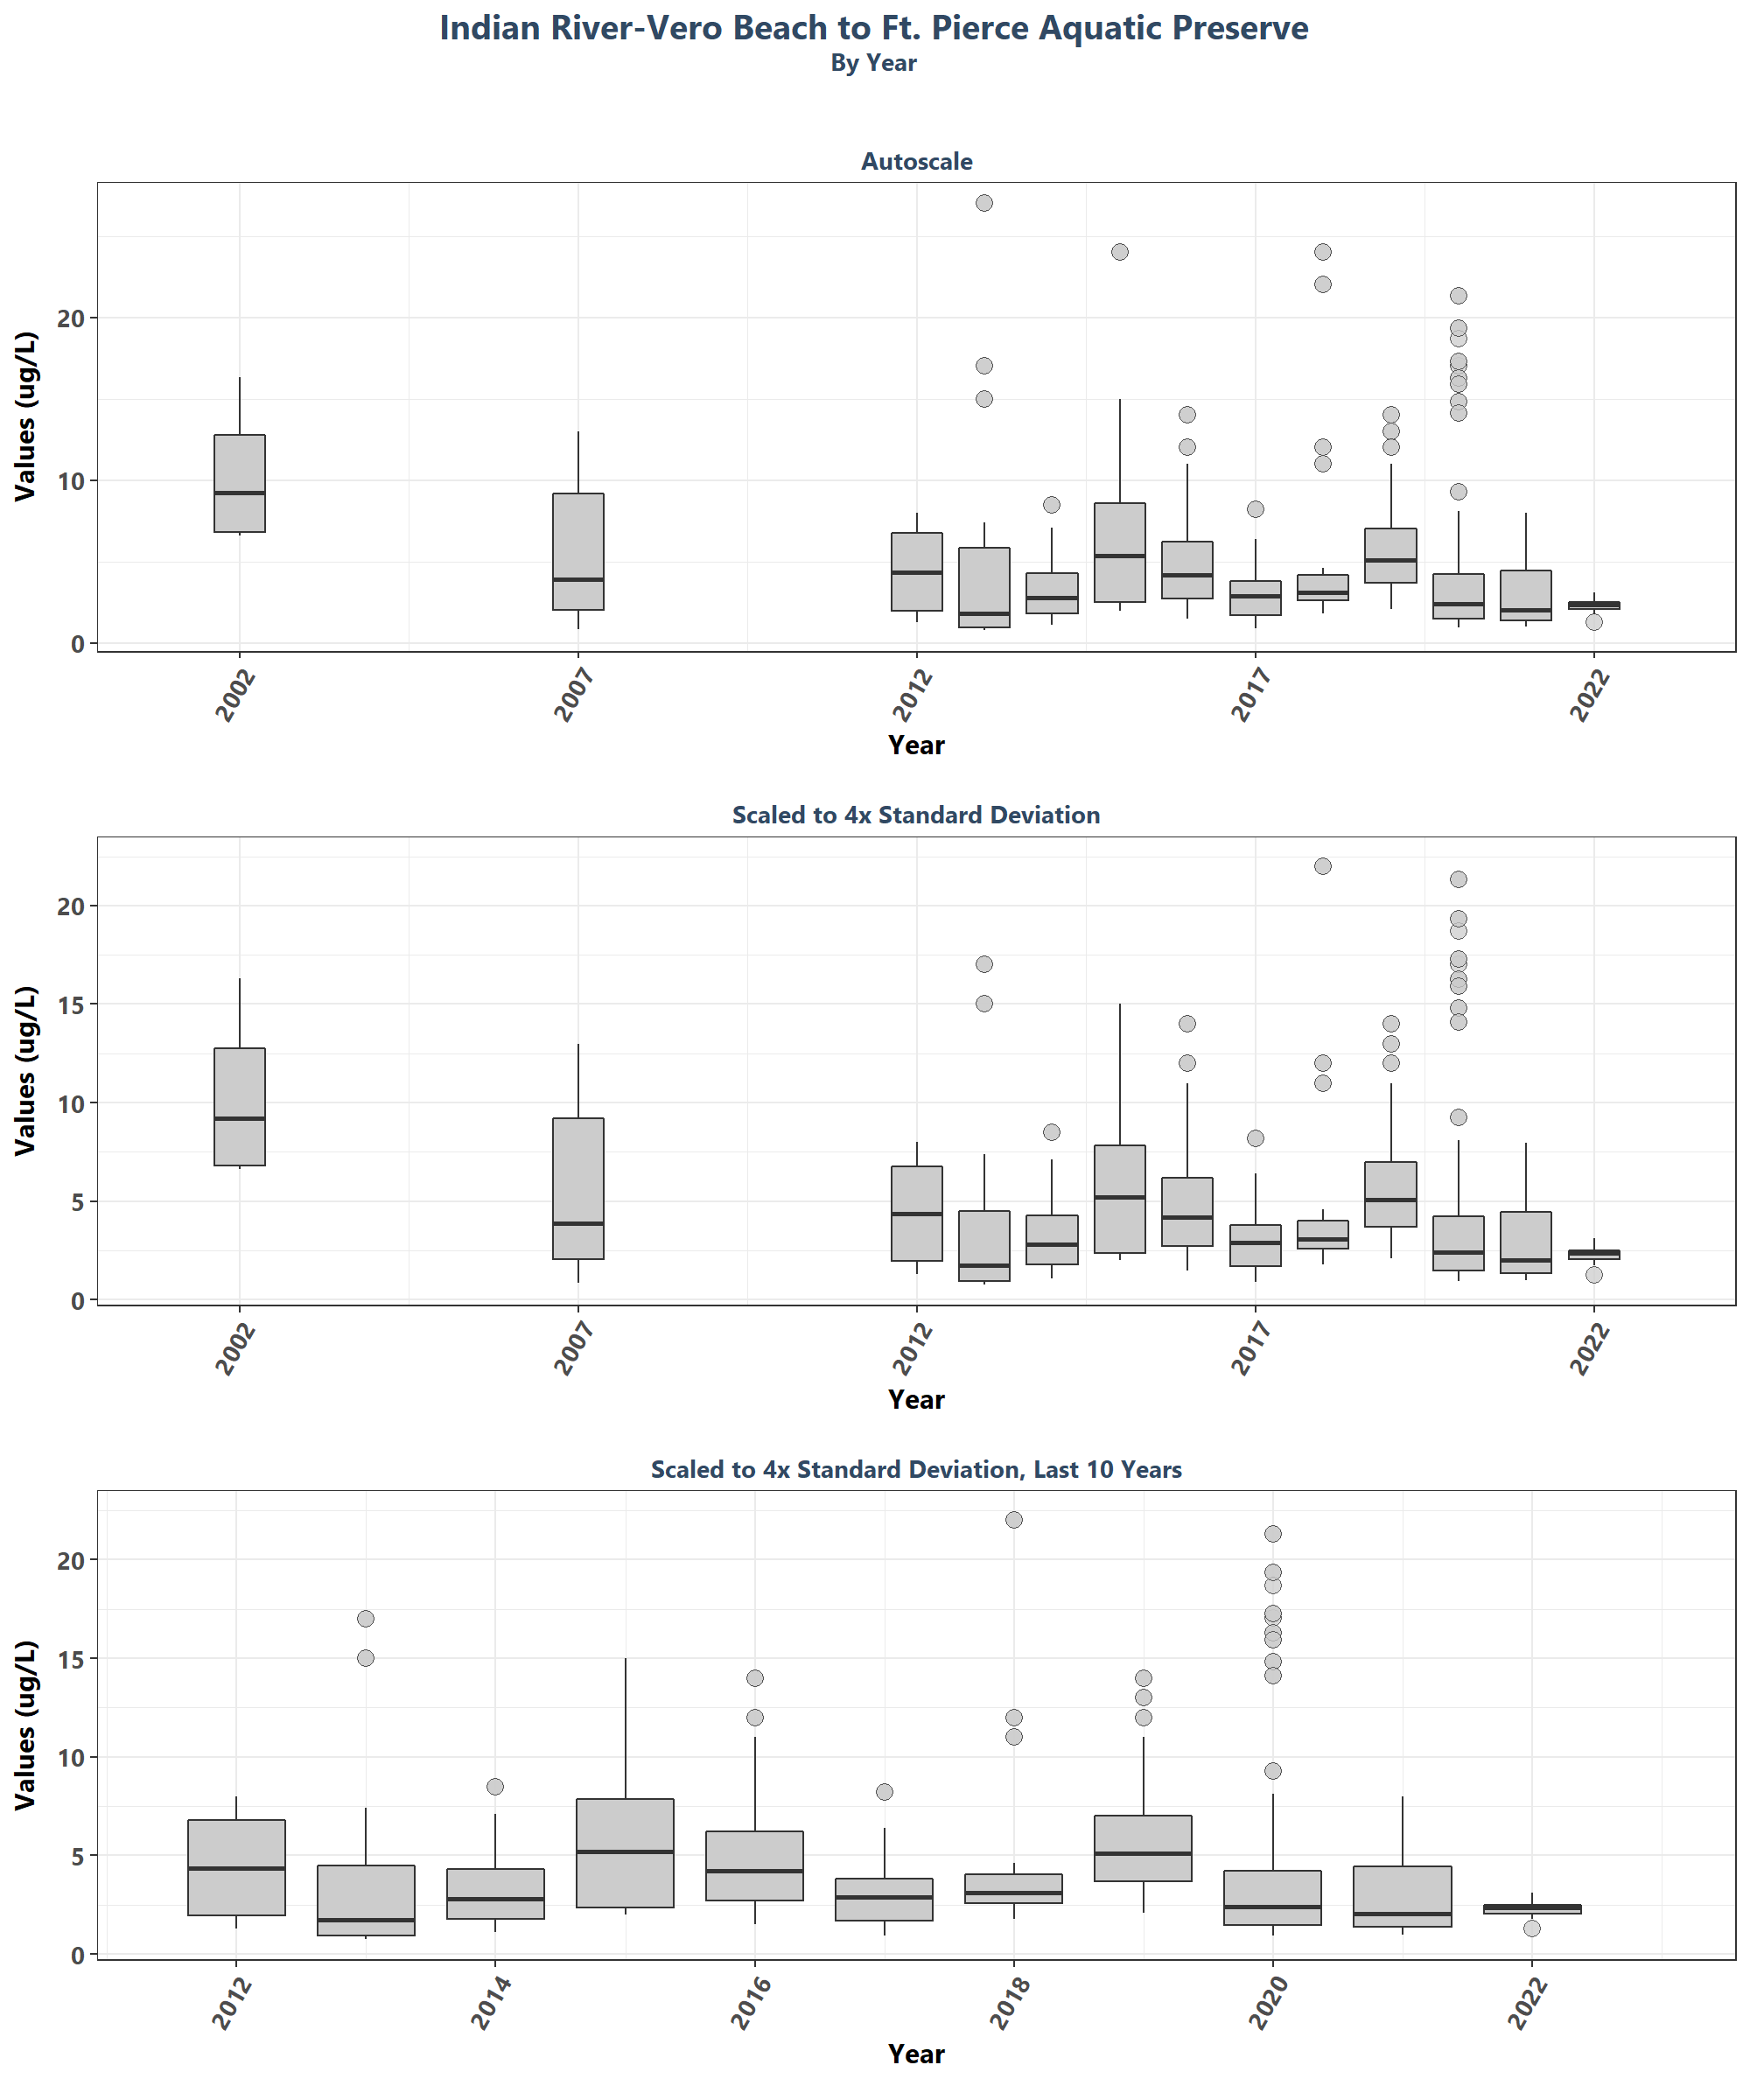 Indian River-Vero Beach to Ft. Pierce Aquatic Preserve
By Year
Autoscale
Values (ug/L)
20
10
0
2002
2007
2012
2017
2022
Year
Scaled to 4x Standard Deviation
Values (ug/L)
20
15
10
5
0
2002
2007
2012
2017
2022
Year
Scaled to 4x Standard Deviation, Last 10 Years
Values (ug/L)
20
15
10
5
0
2012
2014
2016
2018
2020
2022
Year